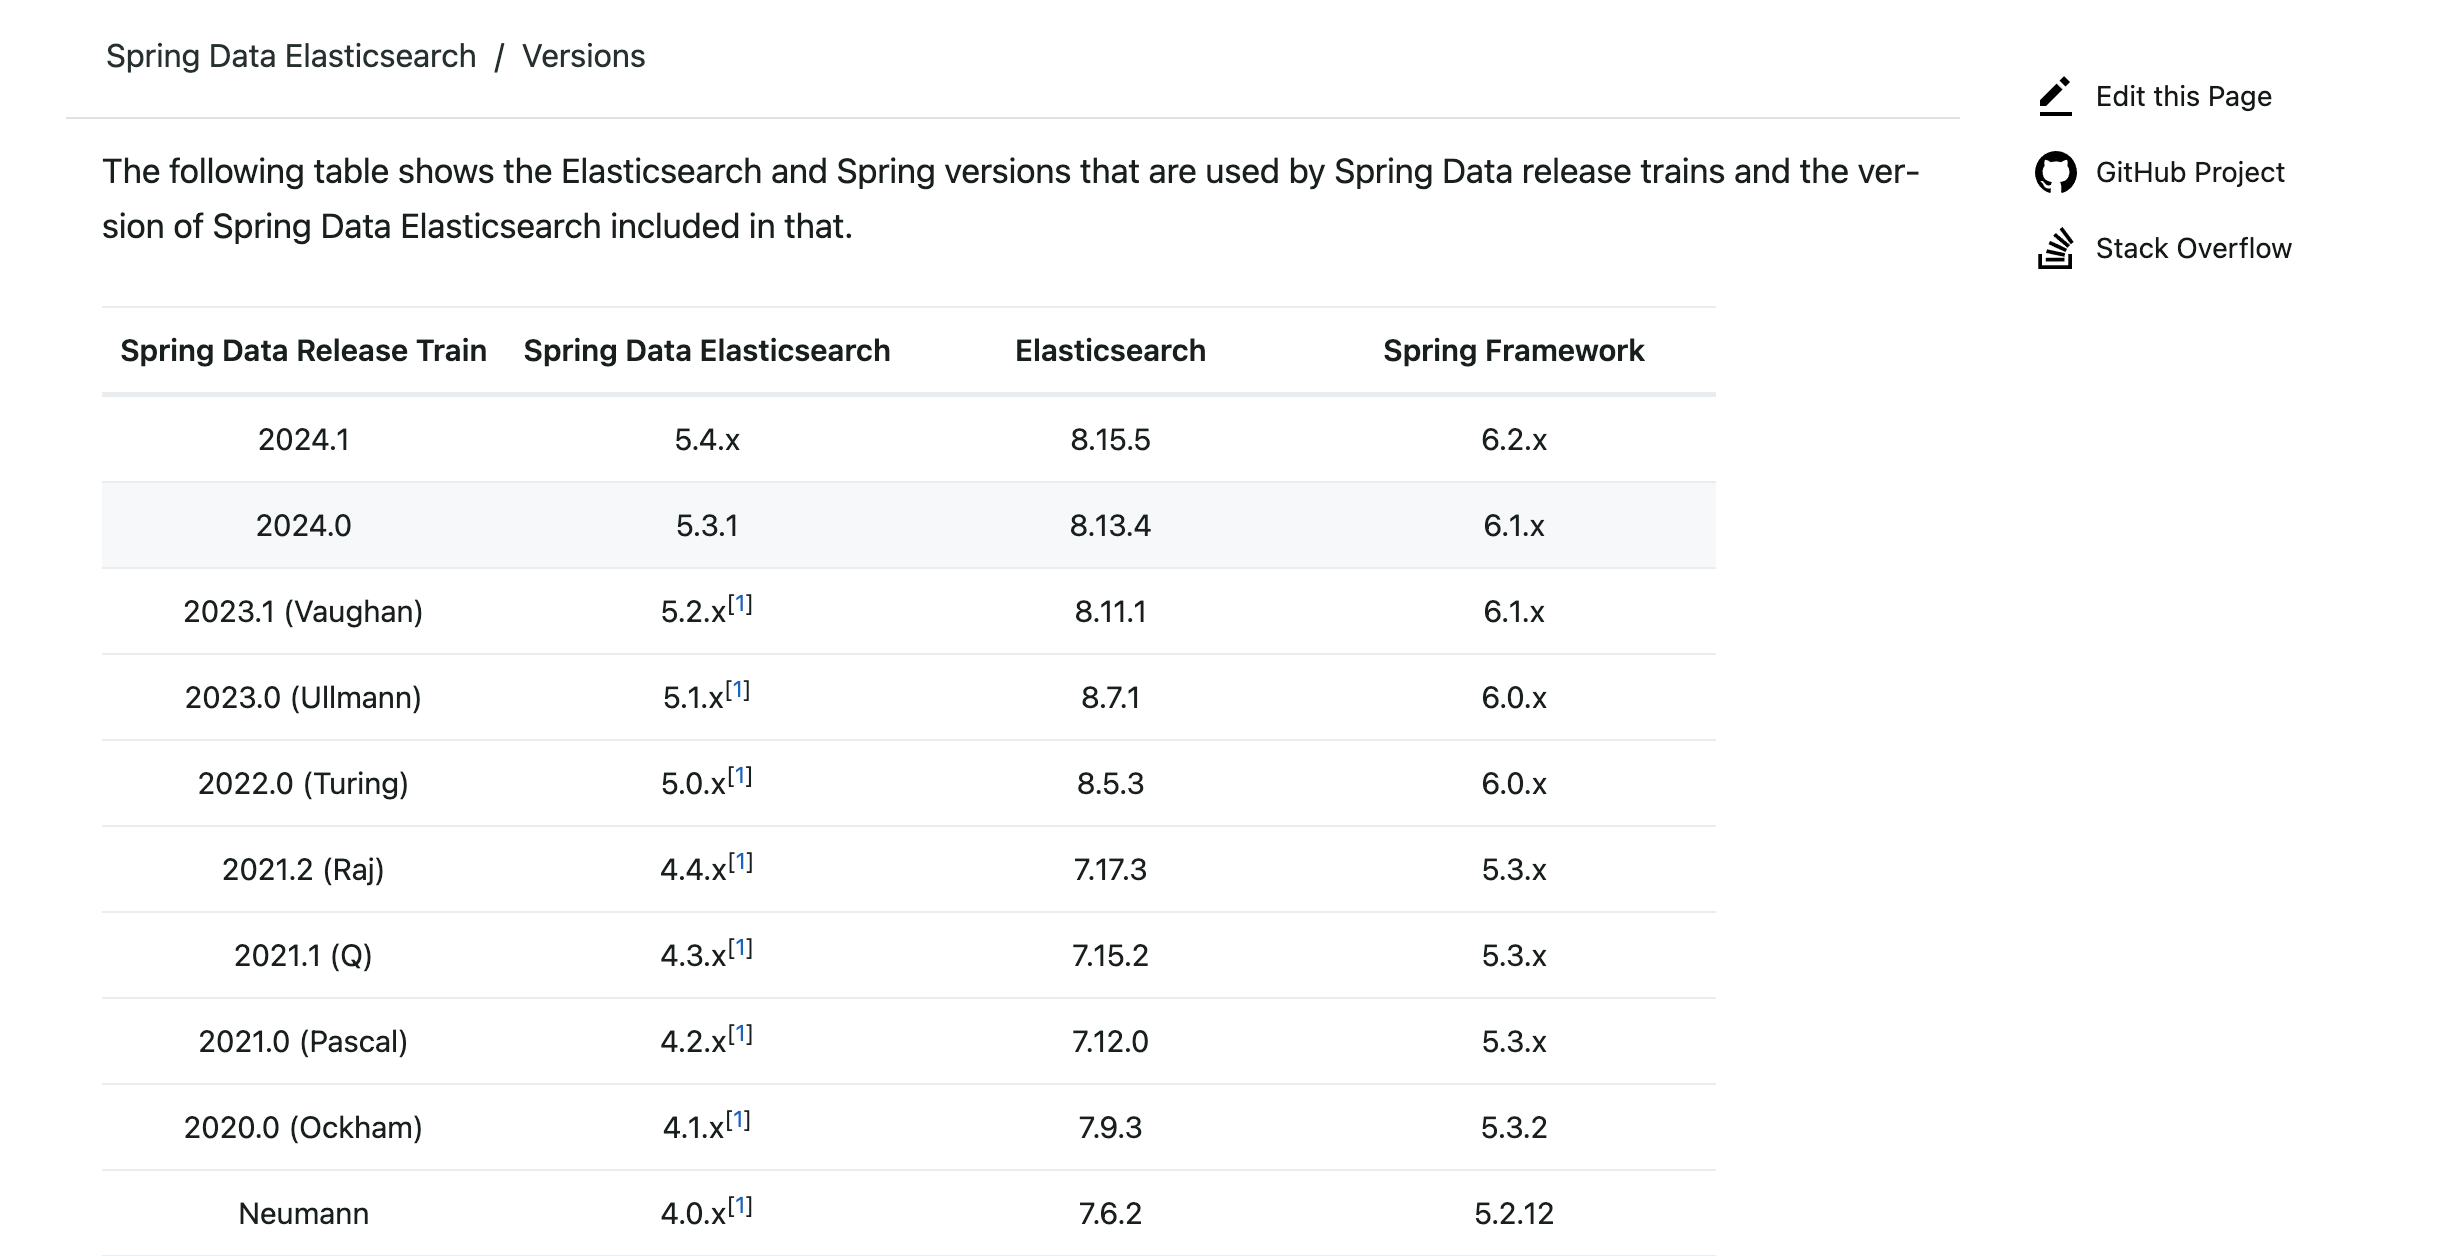 Spring Data Elasticsearch / Versions
Edit this Page
GitHub Project
Stack Overflow
The following table shows the Elasticsearch and Spring versions that are used by Spring Data release trains and the ver-
sion of Spring Data Elasticsearch included in that.
Spring Data Release Train Spring Data Elasticsearch Elasticsearch Spring Framework
2024.1 5.4.x 8.15.5 6.2.x
2024.0 5.3.1 8.13.4 6.1.x
2023.1 (Vaughan) 5.2.x[1] 8.11.1 6.1.x
2023.0 (Ullmann) 5.1.x[1] 8.7.1 6.0.x
2022.0 (Turing) 5.0.x[1] 8.5.3 6.0.x
2021.2 (Raj) 4.4.x[1] 7.17.3 5.3.x
2021.1 (Q) 4.3.x[1] 7.15.2 5.3.x
2021.0 (Pascal) 4.2.x[1] 7.12.0 5.3.x
2020.0 (Ockham) 4.1.x[1] 7.9.3 5.3.2
Neumann 4.0.x[1] 7.6.2 5.2.12